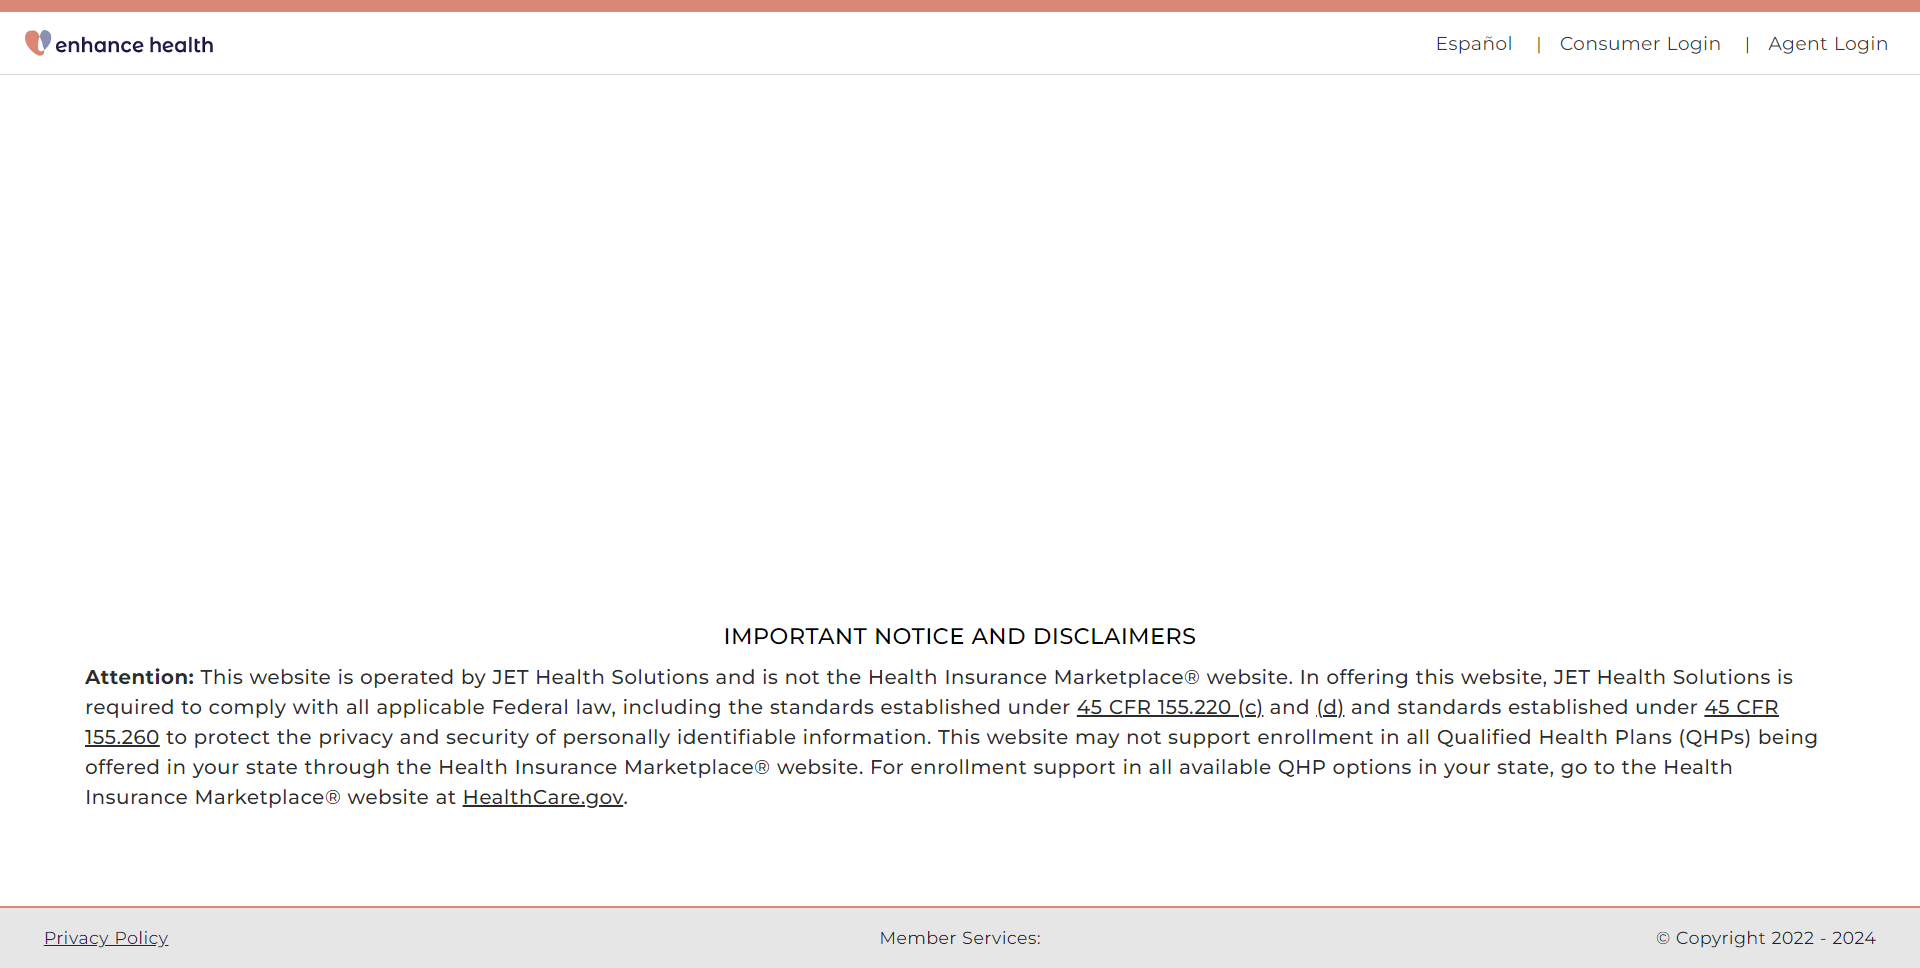 enhance health
Español | Consumer Login | Agent Login
IMPORTANT NOTICE AND DISCLAIMERS
Attention: This website is operated by JET Health Solutions and is not the Health Insurance Marketplace® website. In offering this website, JET Health Solutions is
required to comply with all applicable Federal law, including the standards established under 45 CFR 155.220 (c) and (d) and standards established under 45 CFR
155.260 to protect the privacy and security of personally identifiable information. This website may not support enrollment in all Qualified Health Plans (QHPs) being
offered in your state through the Health Insurance Marketplace® website. For enrollment support in all available QHP options in your state, go to the Health
Insurance Marketplace® website at HealthCare.gov.
Privacy Policy
Member Services:
© Copyright 2022 - 2024